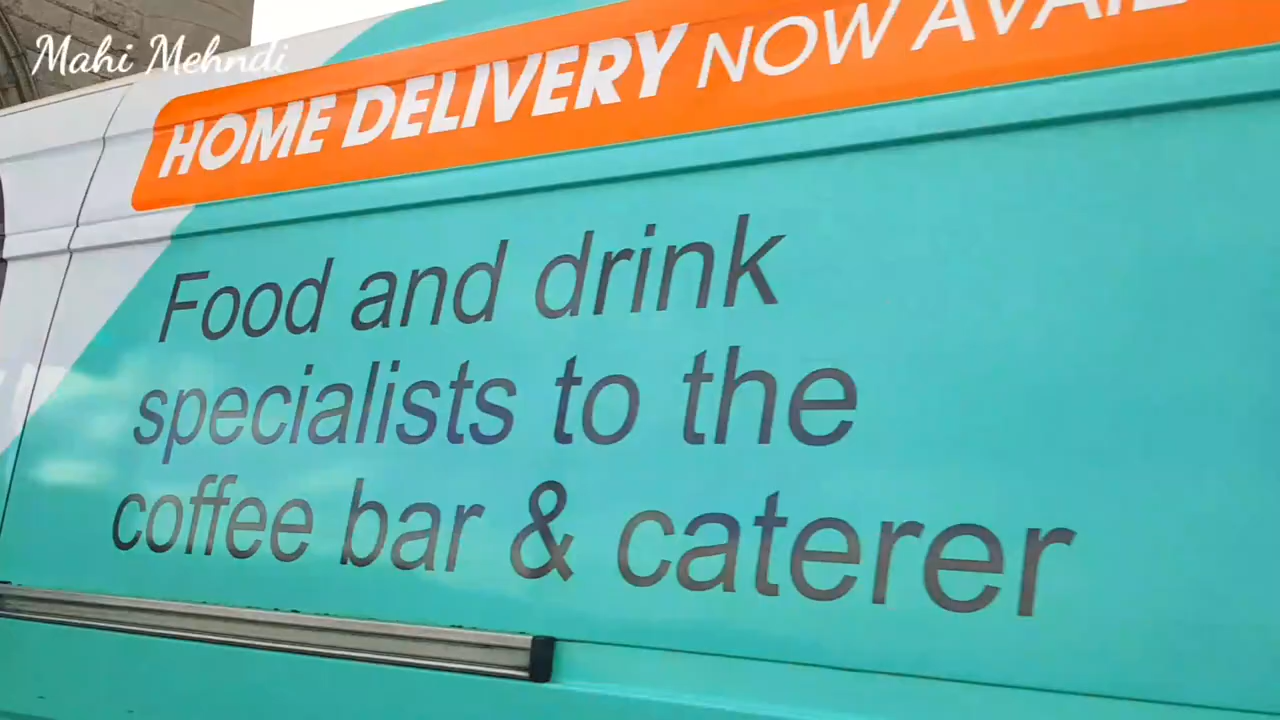 Mahi Mehndi
HOME DELIVERY NOW
Food and drink
specialists to the
coffee bar & caterer